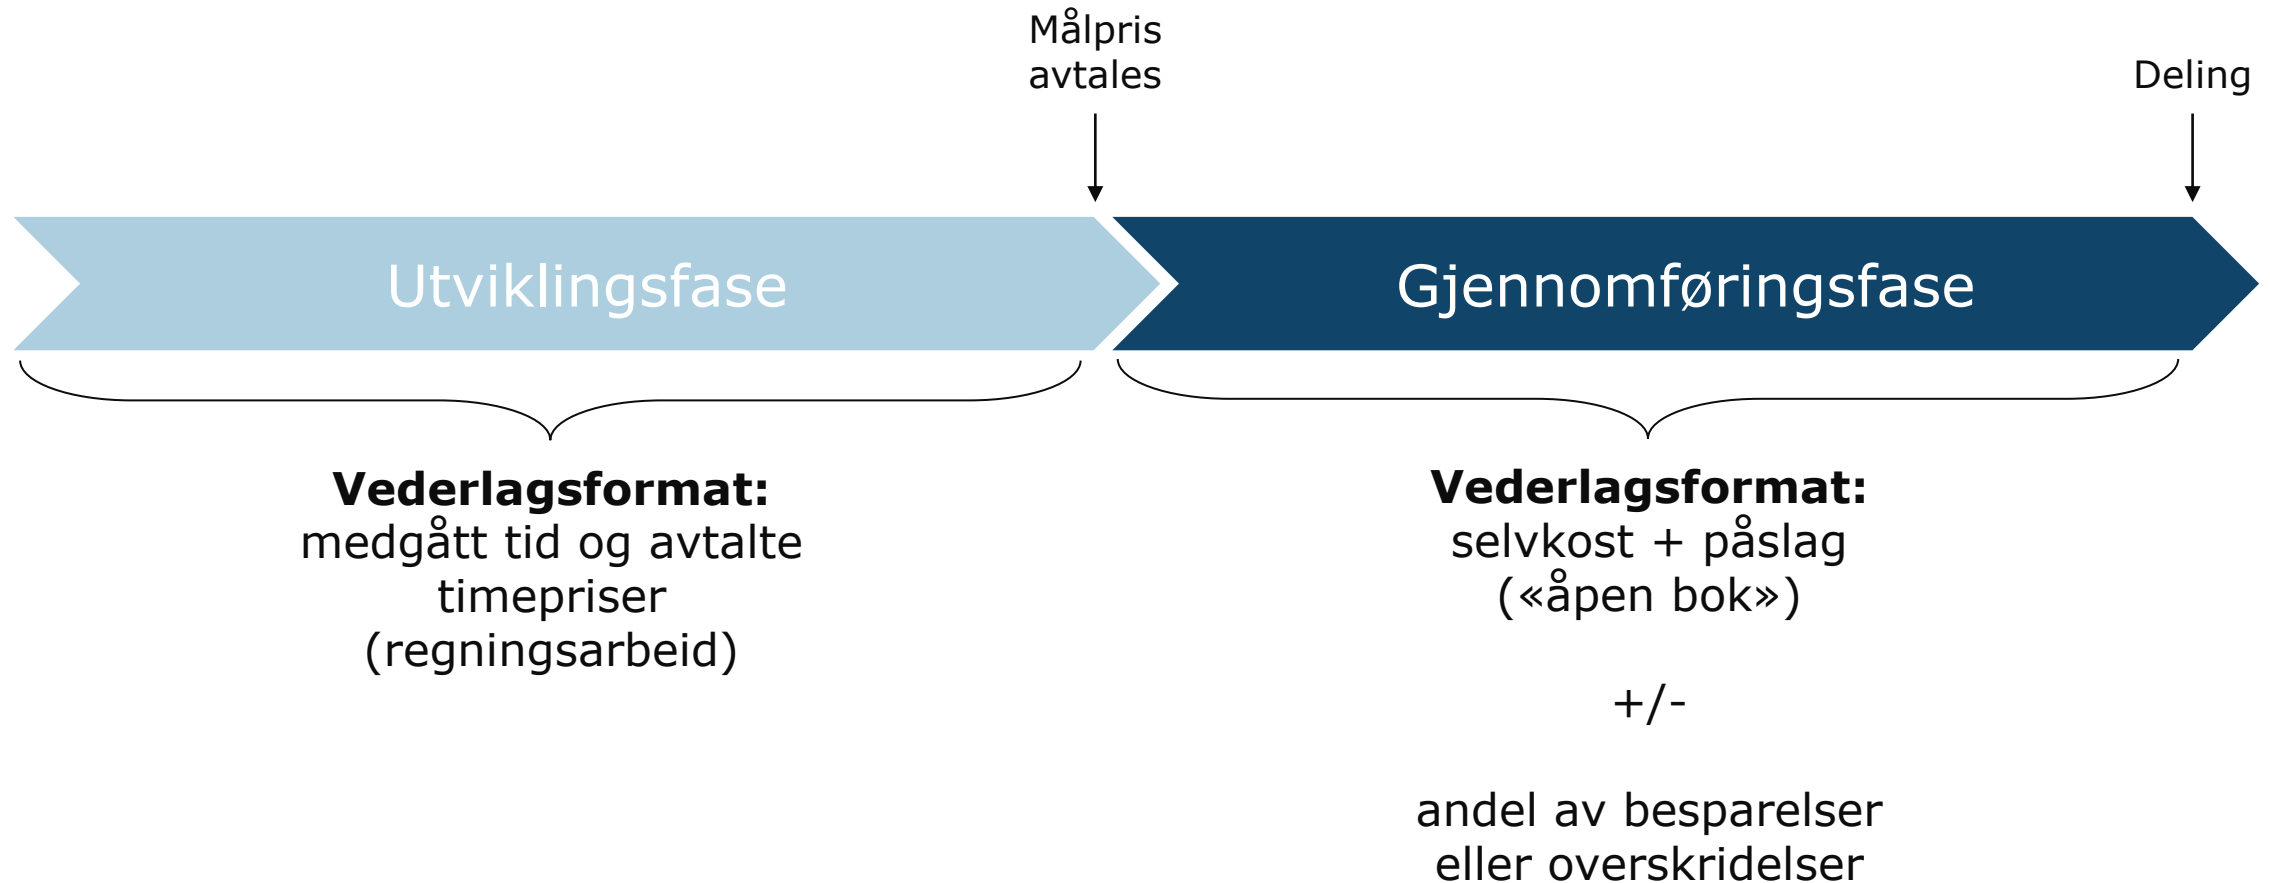 Målpris
avtales
Deling
Utviklingsfase
Gjennomføringsfase
Vederlagsformat:
medgått tid og avtalte
timepriser
(regningsarbeid)
Vederlagsformat:
selvkost + påslag
(«åpen bok»)
+/-
andel av besparelser
eller overskridelser